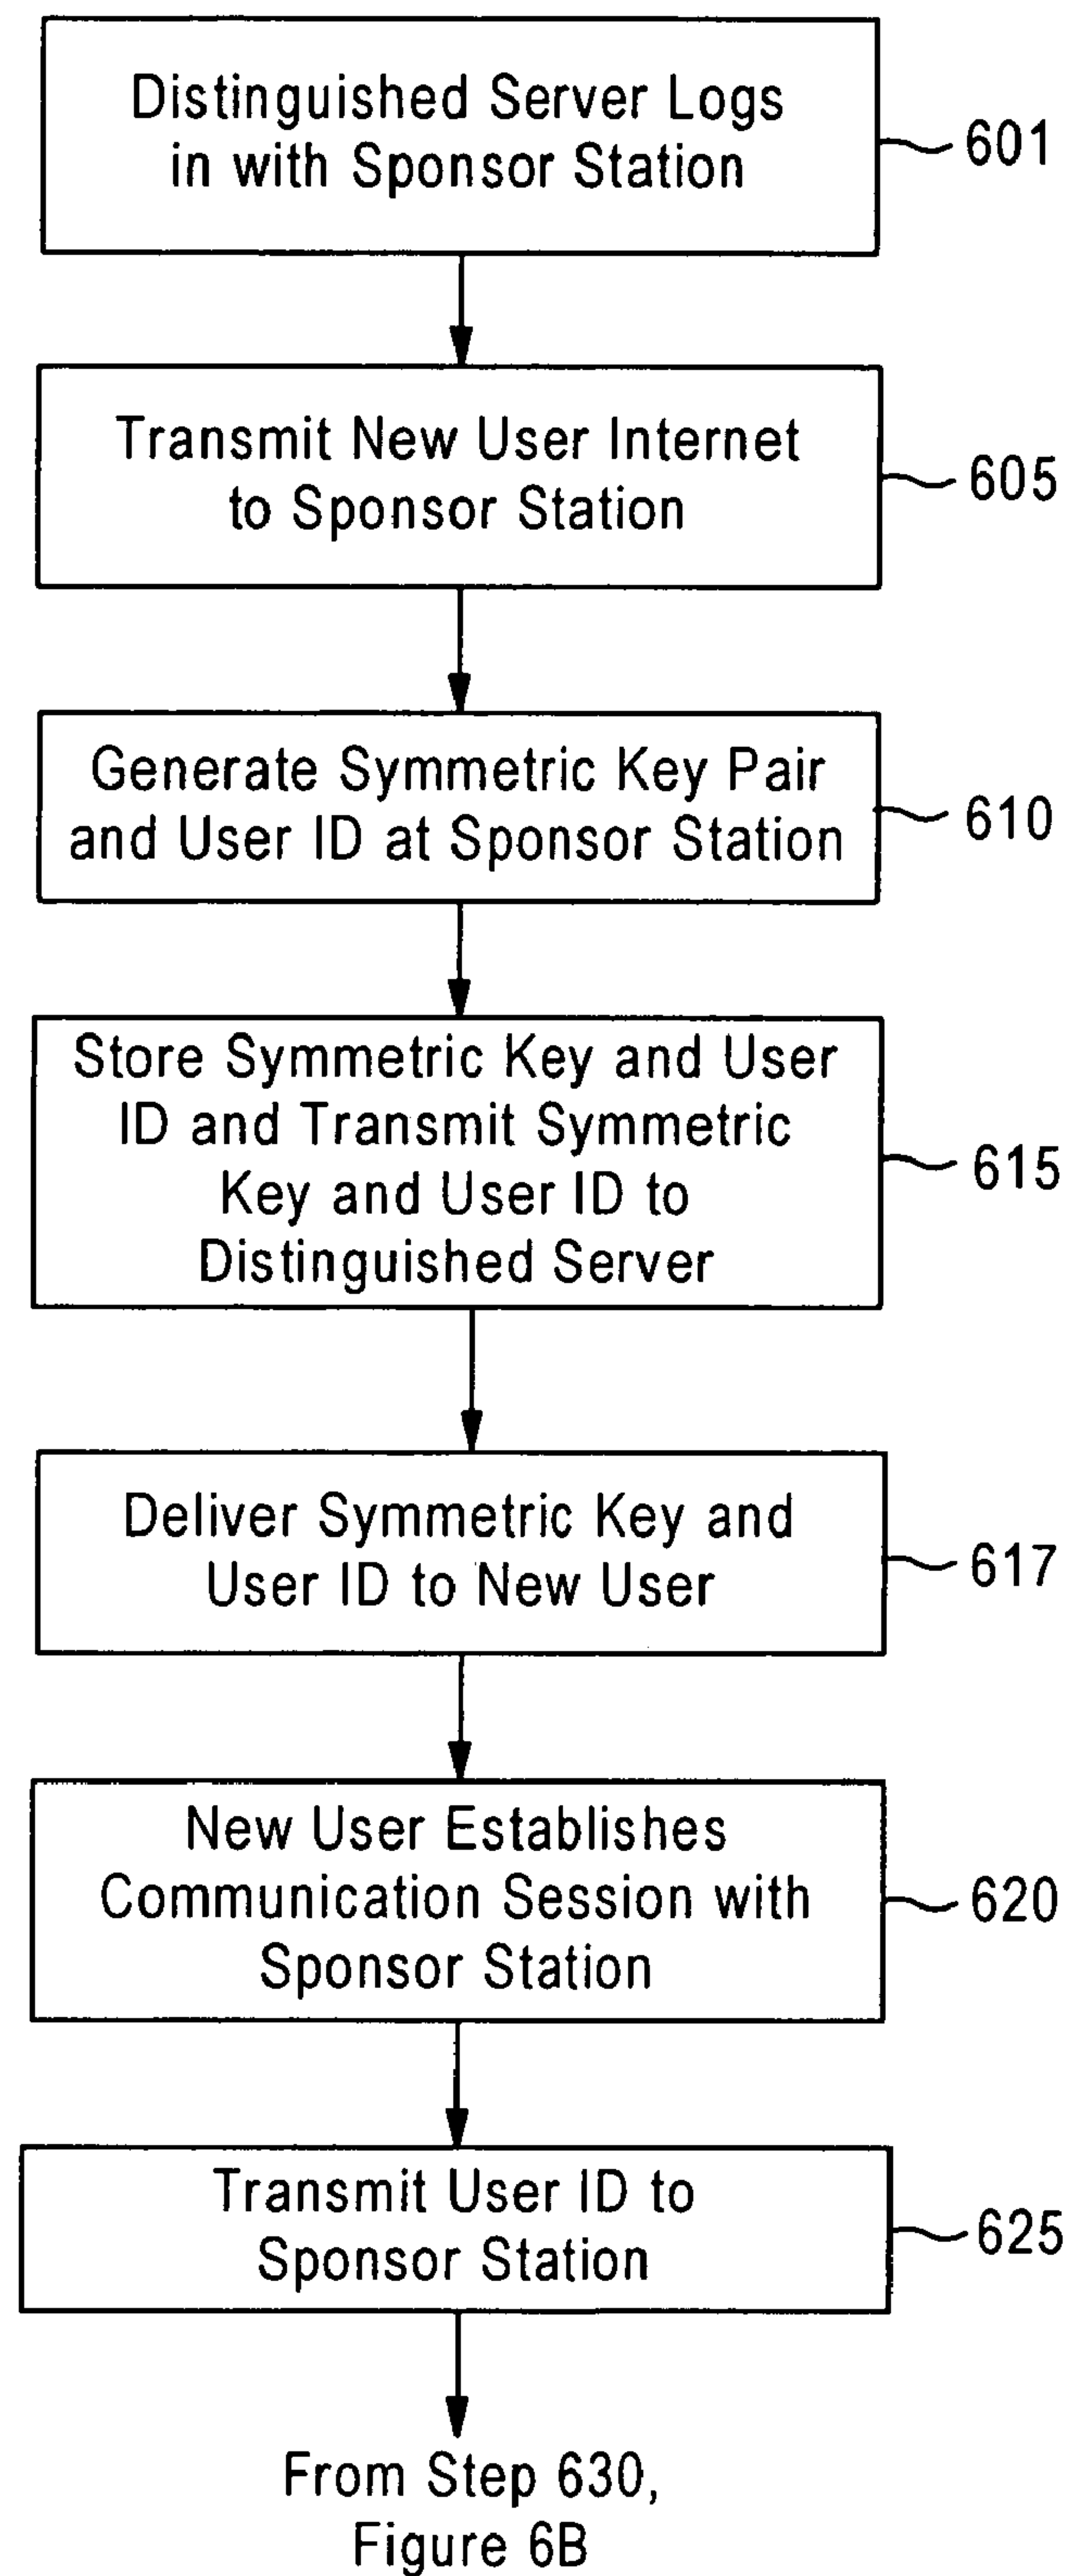 Distinguished Server Logs
in with Sponsor Station
601
Transmit New User Internet
to Sponsor Station
605
Generate Symmetric Key Pair
and User ID at Sponsor Station
610
Store Symmetric Key and User
ID and Transmit Symmetric
Key and User ID to
Distinguished Server
615
Deliver Symmetric Key and
User ID to New User
617
New User Establishes
Communication Session with
Sponsor Station
620
Transmit User ID to
Sponsor Station
625
From Step 630,
Figure 6B